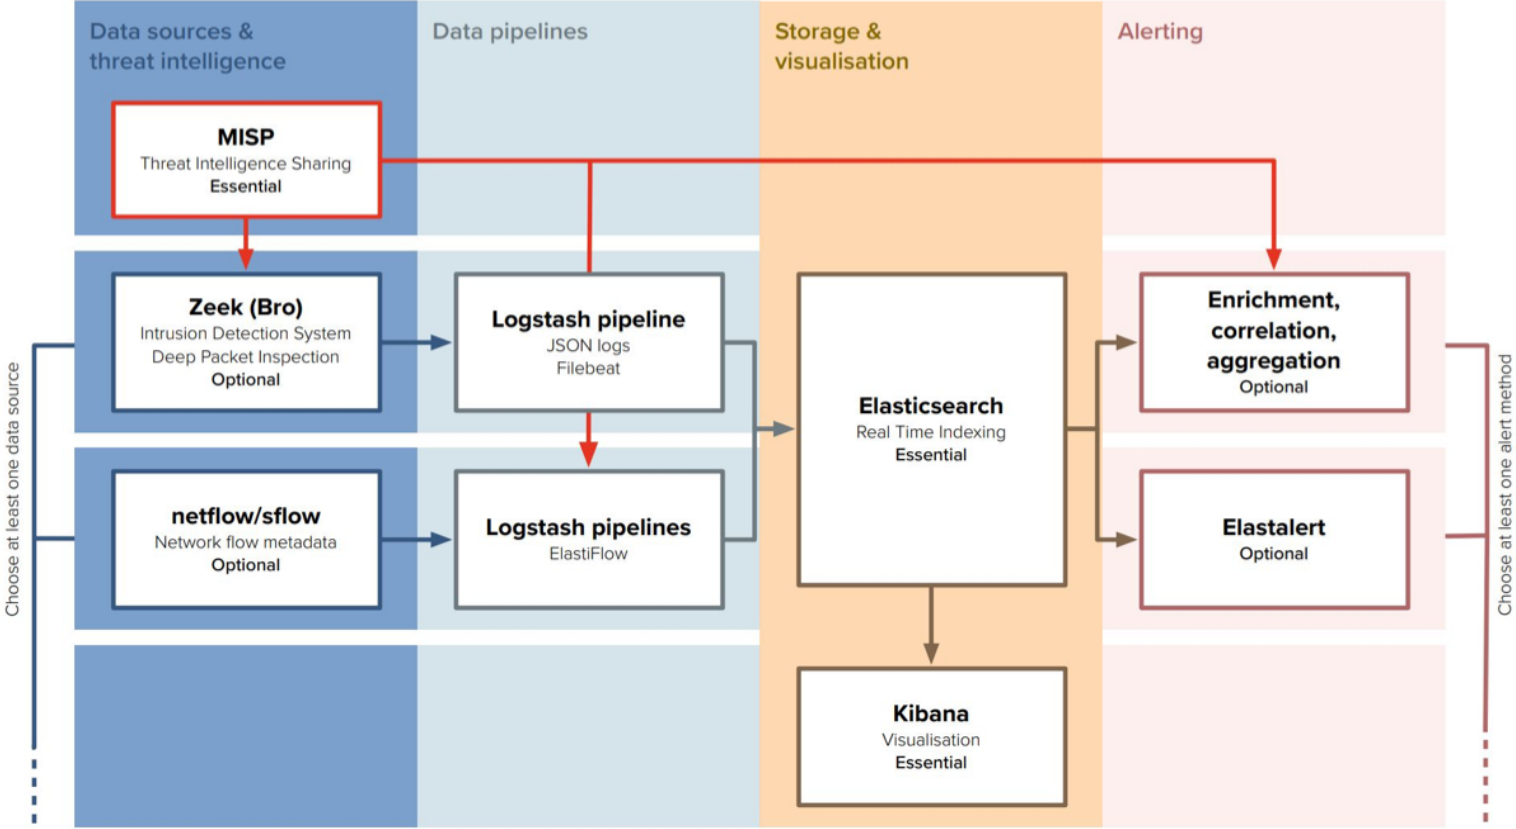 Data sources &
threat intelligence
Data pipelines
Storage &
visualisation
Alerting
MISP
Threat Intelligence Sharing
Essential
Zeek (Bro)
Intrusion Detection System
Deep Packet Inspection
Optional
Logstash pipeline
JSON logs
Filebeat
Elasticsearch
Real Time Indexing
Essential
Enrichment,
correlation,
aggregation
Optional
netflow/sflow
Network flow metadata
Optional
Logstash pipelines
ElastiFlow
Elastalert
Optional
Kibana
Visualisation
Essential
Choose at least one data source
Choose at least one alert method